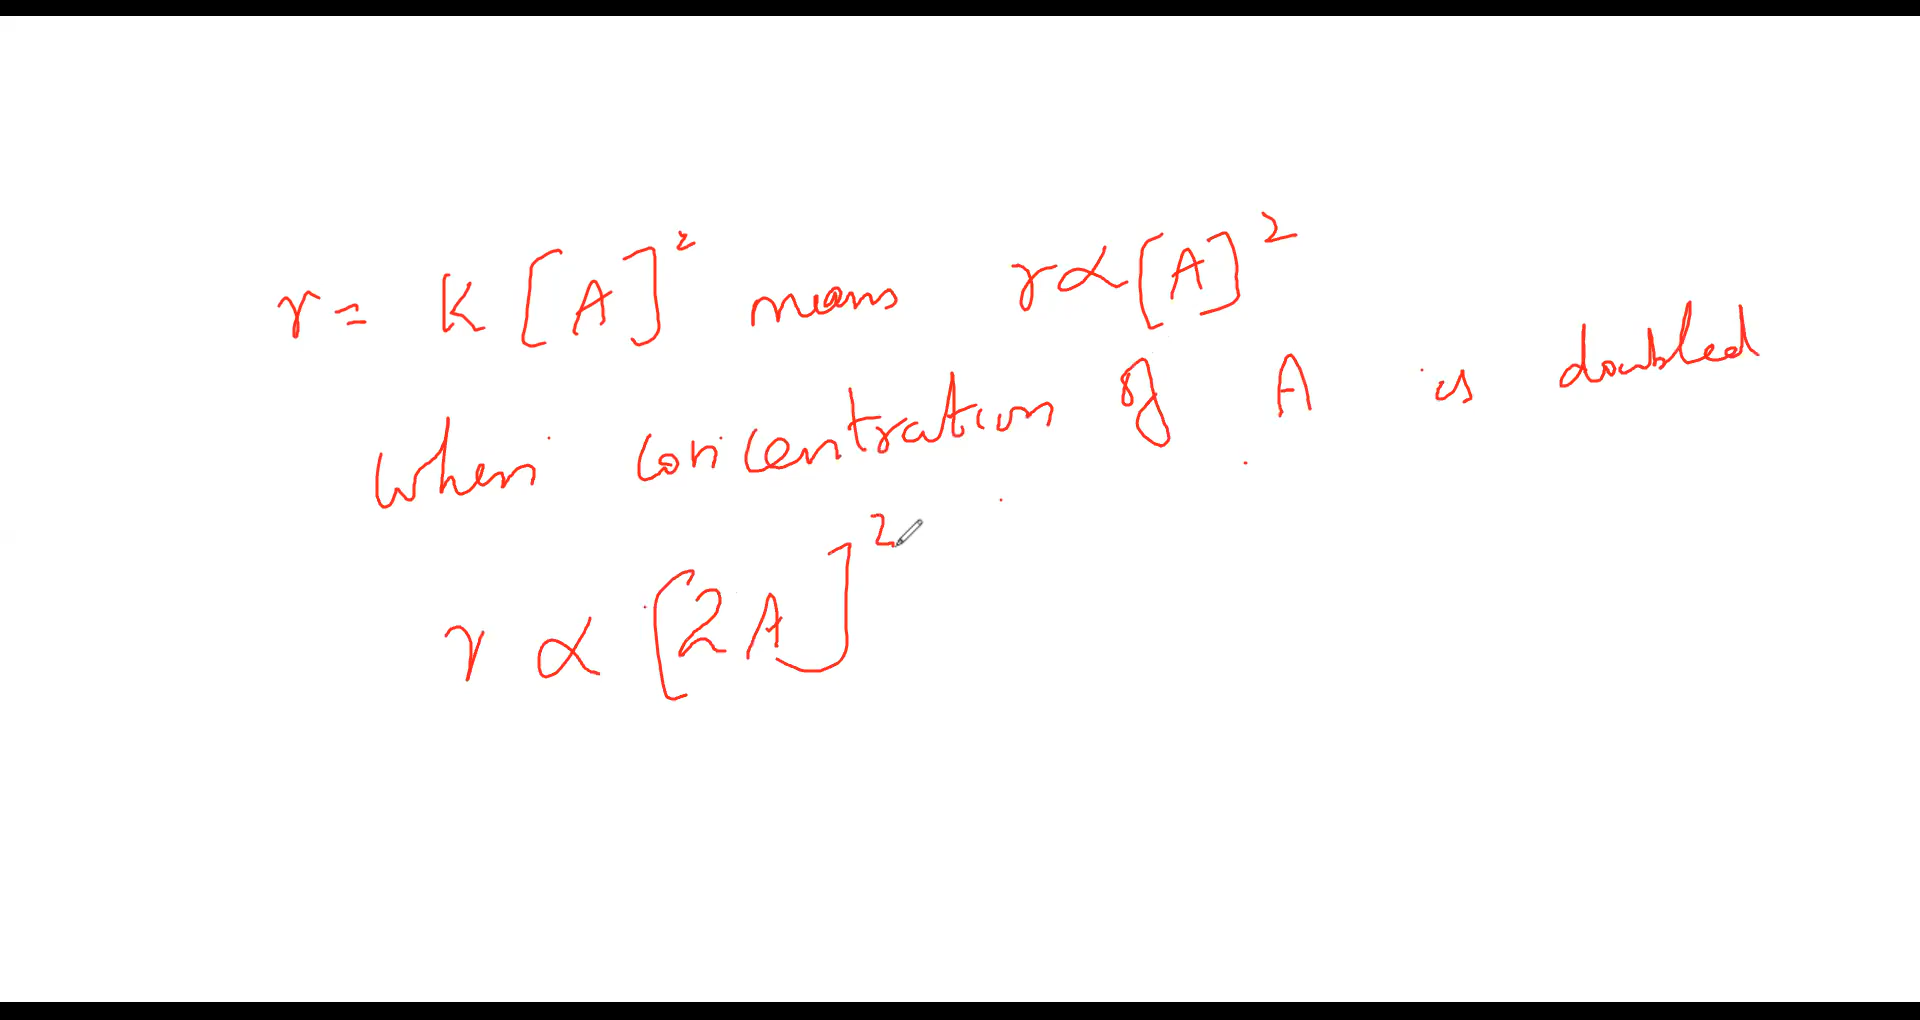 r = K [A]² means r ∝ [A]²
When concentration of A is doubled
r ∝ [2A]²